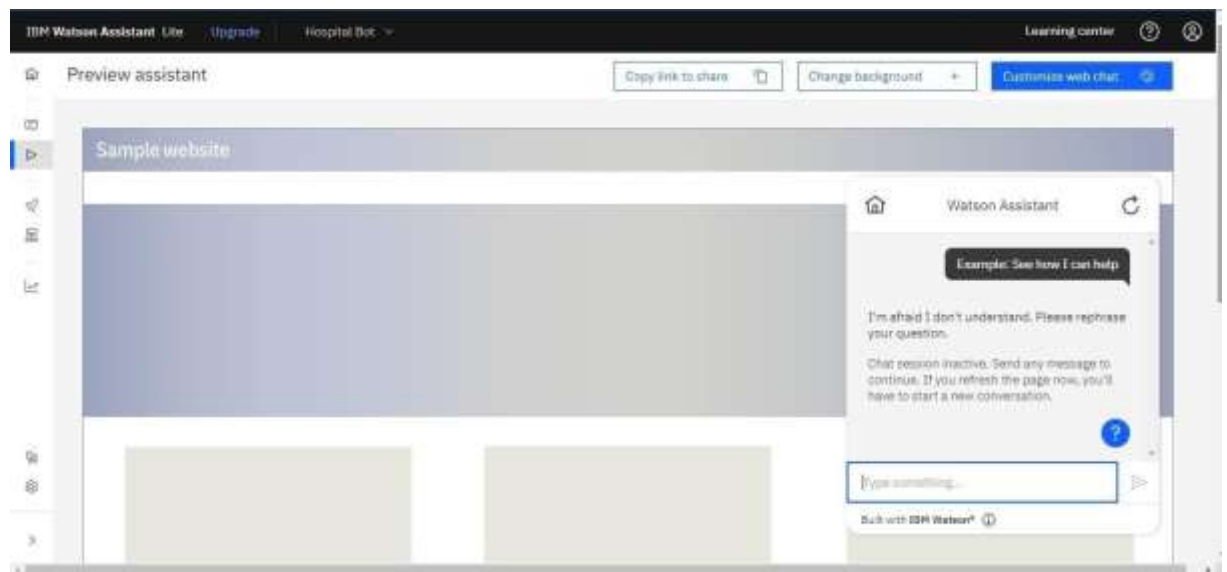 IBM Watson Assistant Lite Upgrade Hospital Bot Learning center
Preview assistant Copy link to share Change background + Customize web chat
Sample website
Watson Assistant
Example: See how I can help
I'm afraid I don't understand. Please rephrase
your question.
Chat session inactive. Send any message to
continue. If you refresh the page now, you'll
have to start a new conversation.
?
Type something...
Built with IBM Watson®